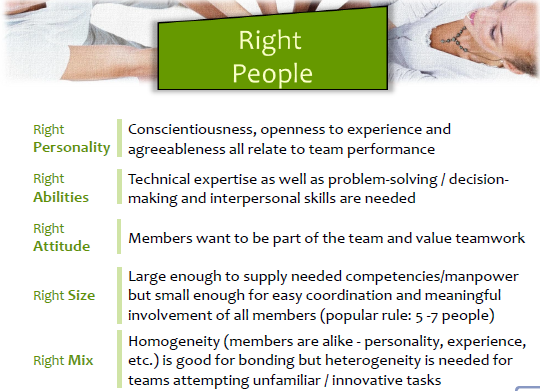 Right
People
Right
Personality
Conscientiousness, openness to experience and
agreeableness all relate to team performance
Right
Abilities
Technical expertise as well as problem-solving / decision-
making and interpersonal skills are needed
Right
Attitude
Members want to be part of the team and value teamwork
Right Size
Large enough to supply needed competencies/manpower
but small enough for easy coordination and meaningful
involvement of all members (popular rule: 5 -7 people)
Right Mix
Homogeneity (members are alike - personality, experience,
etc.) is good for bonding but heterogeneity is needed for
teams attempting unfamiliar / innovative tasks